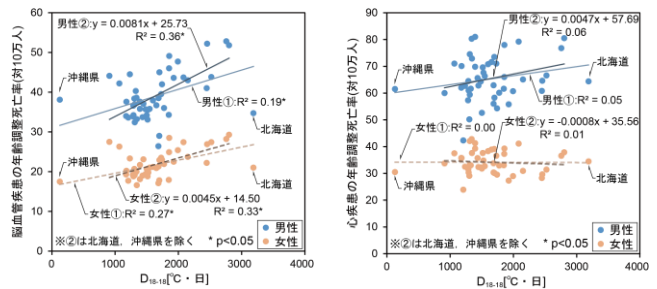 脳血管疾患の年齢調整死亡率(対10万人)
60
50
40
30
20
10
0
男性②:y = 0.0081x + 25.73
R² = 0.36*
沖縄県
男性①:R² = 0.19*
北海道
沖縄県
女性②:y = 0.0045x + 14.50
女性①:R² = 0.27*
R² = 0.33*
北海道
男性
女性
※②は北海道，沖縄県を除く * p<0.05
0 1000 2000 3000 4000
D18-18[℃・日]
心疾患の年齢調整死亡率(対10万人)
90
80
70
60
50
40
30
20
10
0
男性②:y = 0.0047x + 57.69
R² = 0.06
沖縄県
北海道
男性①:R² = 0.05
女性①:R² = 0.00
女性②:y = -0.0008x + 35.56
R² = 0.01
沖縄県
北海道
男性
女性
※②は北海道，沖縄県を除く * p<0.05
0 1000 2000 3000 4000
D18-18[℃・日]